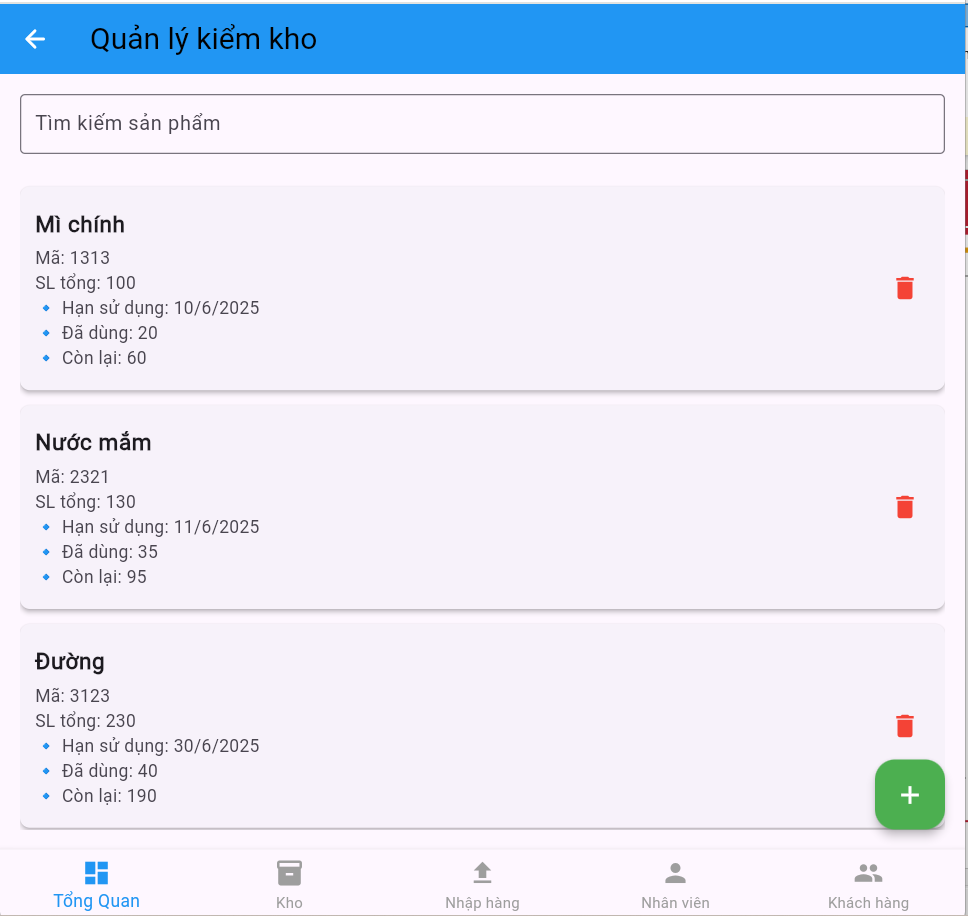 Quản lý kiểm kho
Tìm kiếm sản phẩm
Mì chính
Mã: 1313
SL tổng: 100
🔹 Hạn sử dụng: 10/6/2025
🔹 Đã dùng: 20
🔹 Còn lại: 60
Nước mắm
Mã: 2321
SL tổng: 130
🔹 Hạn sử dụng: 11/6/2025
🔹 Đã dùng: 35
🔹 Còn lại: 95
Đường
Mã: 3123
SL tổng: 230
🔹 Hạn sử dụng: 30/6/2025
🔹 Đã dùng: 40
🔹 Còn lại: 190
Tổng Quan
Kho
Nhập hàng
Nhân viên
Khách hàng